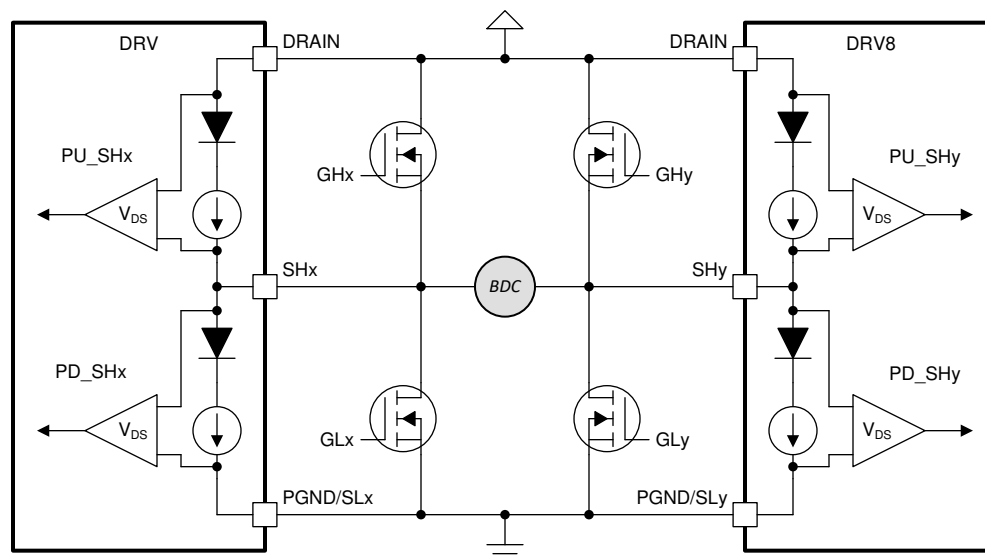 DRV DRAIN DRAIN DRV8
PU_SHx PU_SHy
GHx GHy
VDS VDS
SHx BDC SHy
PD_SHx PD_SHy
VDS GLx GLy VDS
PGND/SLx PGND/SLy